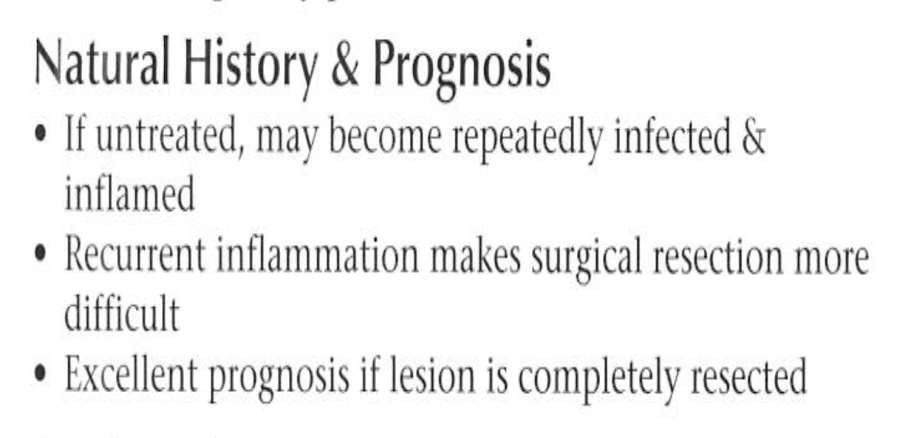 Natural History & Prognosis
• If untreated, may become repeatedly infected &
inflamed
• Recurrent inflammation makes surgical resection more
difficult
• Excellent prognosis if lesion is completely resected